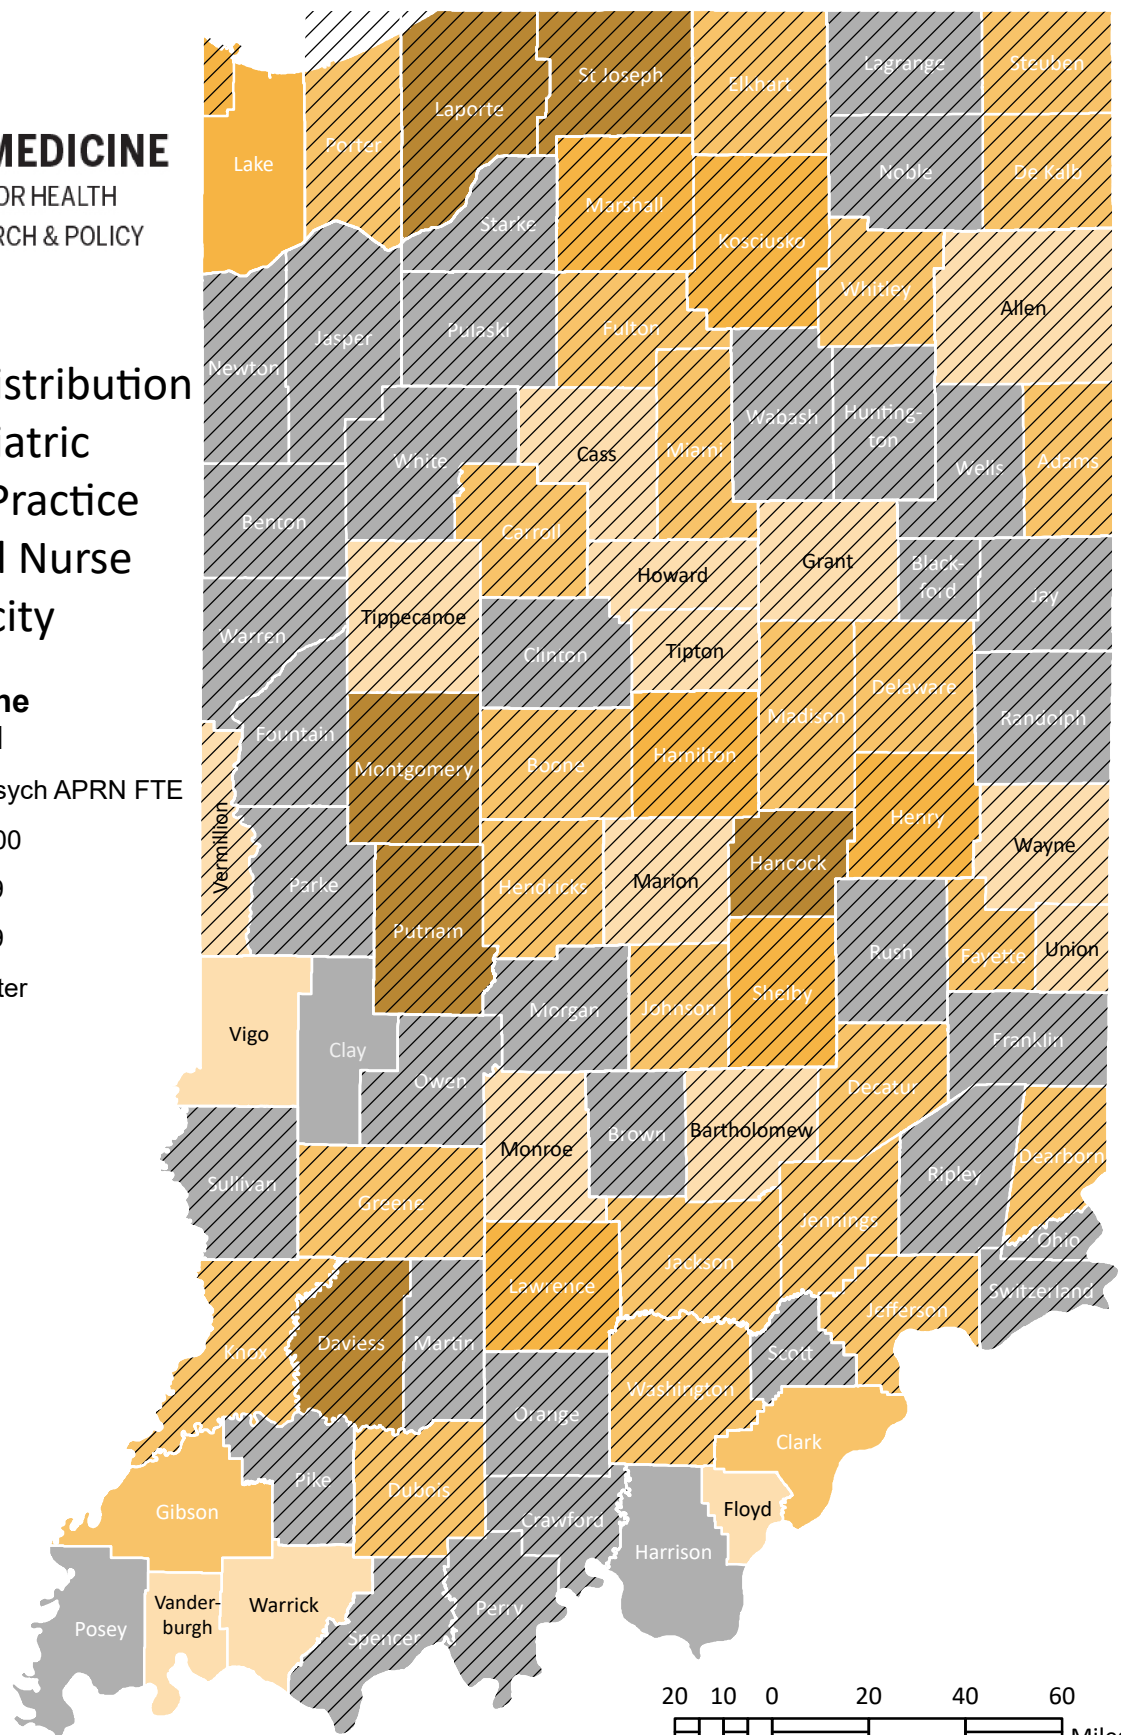 MEDICINE
OR HEALTH
RCH & POLICY
istribution
iatric
Practice
l Nurse
city
ne
sych APRN FTE
00
9
9
ter
Lake
Porter
Laporte
St Joseph
Elkhart
Lagrange
Steuben
Noble
De Kalb
Starke
Marshall
Kosciusko
Whitley
Allen
Newton
Jasper
Pulaski
Fulton
Wabash
Hunting-
ton
Wells
Adams
White
Cass
Miami
Benton
Carroll
Howard
Grant
Black-
ford
Jay
Warren
Tippecanoe
Clinton
Tipton
Delaware
Madison
Randolph
Fountain
Montgomery
Boone
Hamilton
Henry
Vermillion
Parke
Putnam
Hendricks
Marion
Hancock
Wayne
Rush
Fayette
Union
Vigo
Clay
Morgan
Johnson
Shelby
Franklin
Owen
Decatur
Monroe
Brown
Bartholomew
Dearborn
Ripley
Sullivan
Greene
Jennings
Ohio
Jackson
Lawrence
Switzerland
Jefferson
Knox
Daviess
Martin
Scott
Washington
Orange
Clark
Gibson
Pike
Dubois
Crawford
Floyd
Harrison
Posey
Vander-
burgh
Warrick
Spencer
Perry
20 10 0 20 40 60
Miles